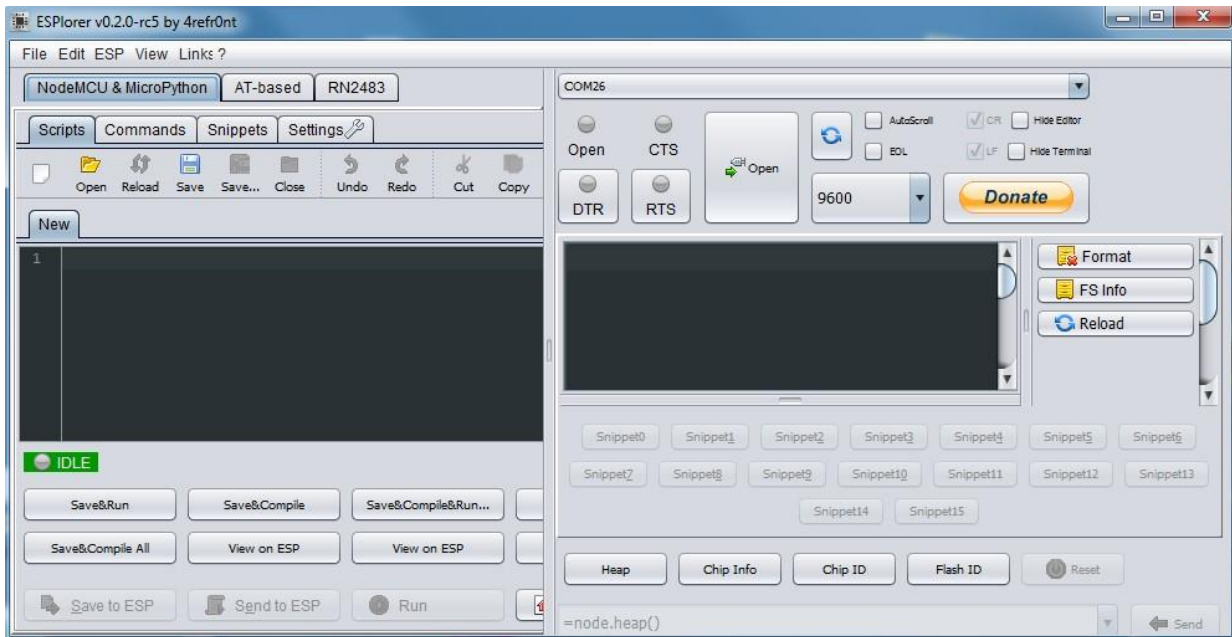 ESPlorer v0.2.0-rc5 by 4refr0nt
File Edit ESP View Links ?
NodeMCU & MicroPython AT-based RN2483
Scripts Commands Snippets Settings
Open Reload Save Save... Close Undo Redo Cut Copy
New
1
IDLE
Save&Run Save&Compile Save&Compile&Run...
Save&Compile All View on ESP View on ESP
Save to ESP Send to ESP Run
COM26
Open CTS
DTR RTS
Open
AutoScroll CR Hide Editor
EOL LF Hide Terminal
9600 Donate
Format
FS Info
Reload
Snippet0 Snippet1 Snippet2 Snippet3 Snippet4 Snippet5 Snippet6
Snippet7 Snippet8 Snippet9 Snippet10 Snippet11 Snippet12 Snippet13
Snippet14 Snippet15
Heap Chip Info Chip ID Flash ID Reset
=node.heap() Send